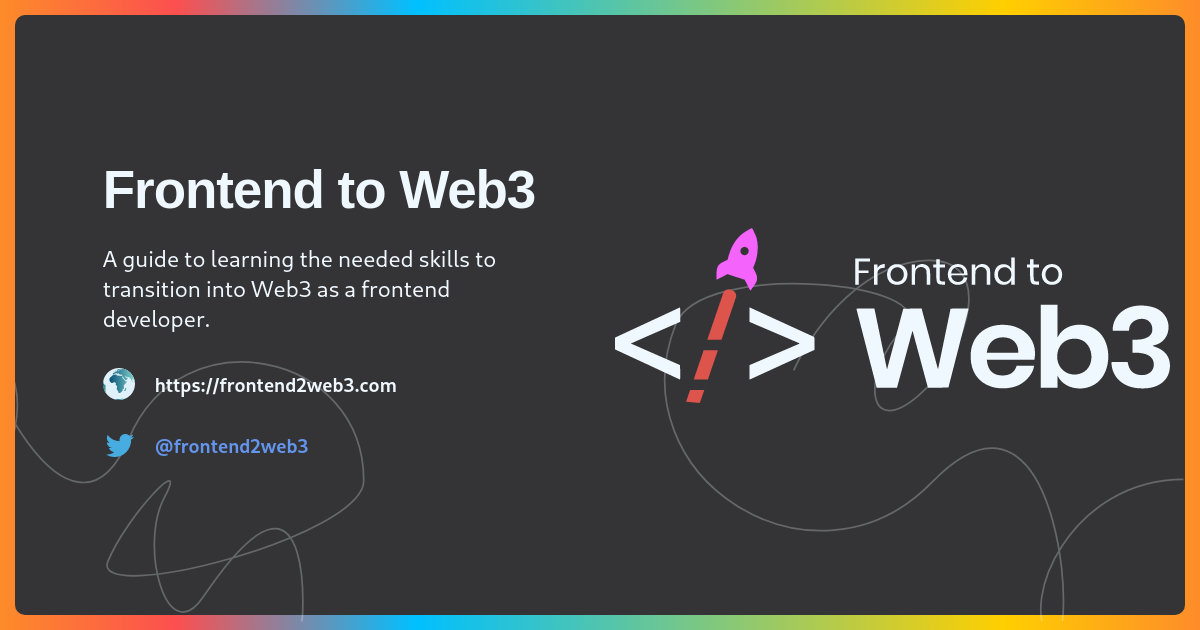 Frontend to Web3
A guide to learning the needed skills to
transition into Web3 as a frontend
developer.
https://frontend2web3.com
@frontend2web3
Frontend to
Web3